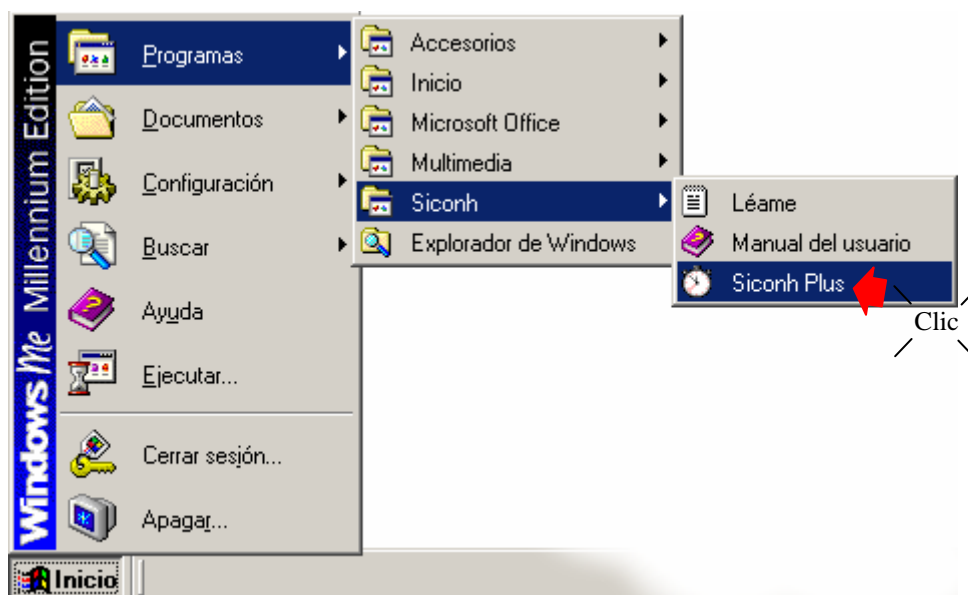 Windows Me Millennium Edition
Programas
Documentos
Configuración
Buscar
Ayuda
Ejecutar...
Cerrar sesión...
Apagar...
Inicio
Accesorios
Inicio
Microsoft Office
Multimedia
Siconh
Explorador de Windows
Léame
Manual del usuario
Siconh Plus
Clic